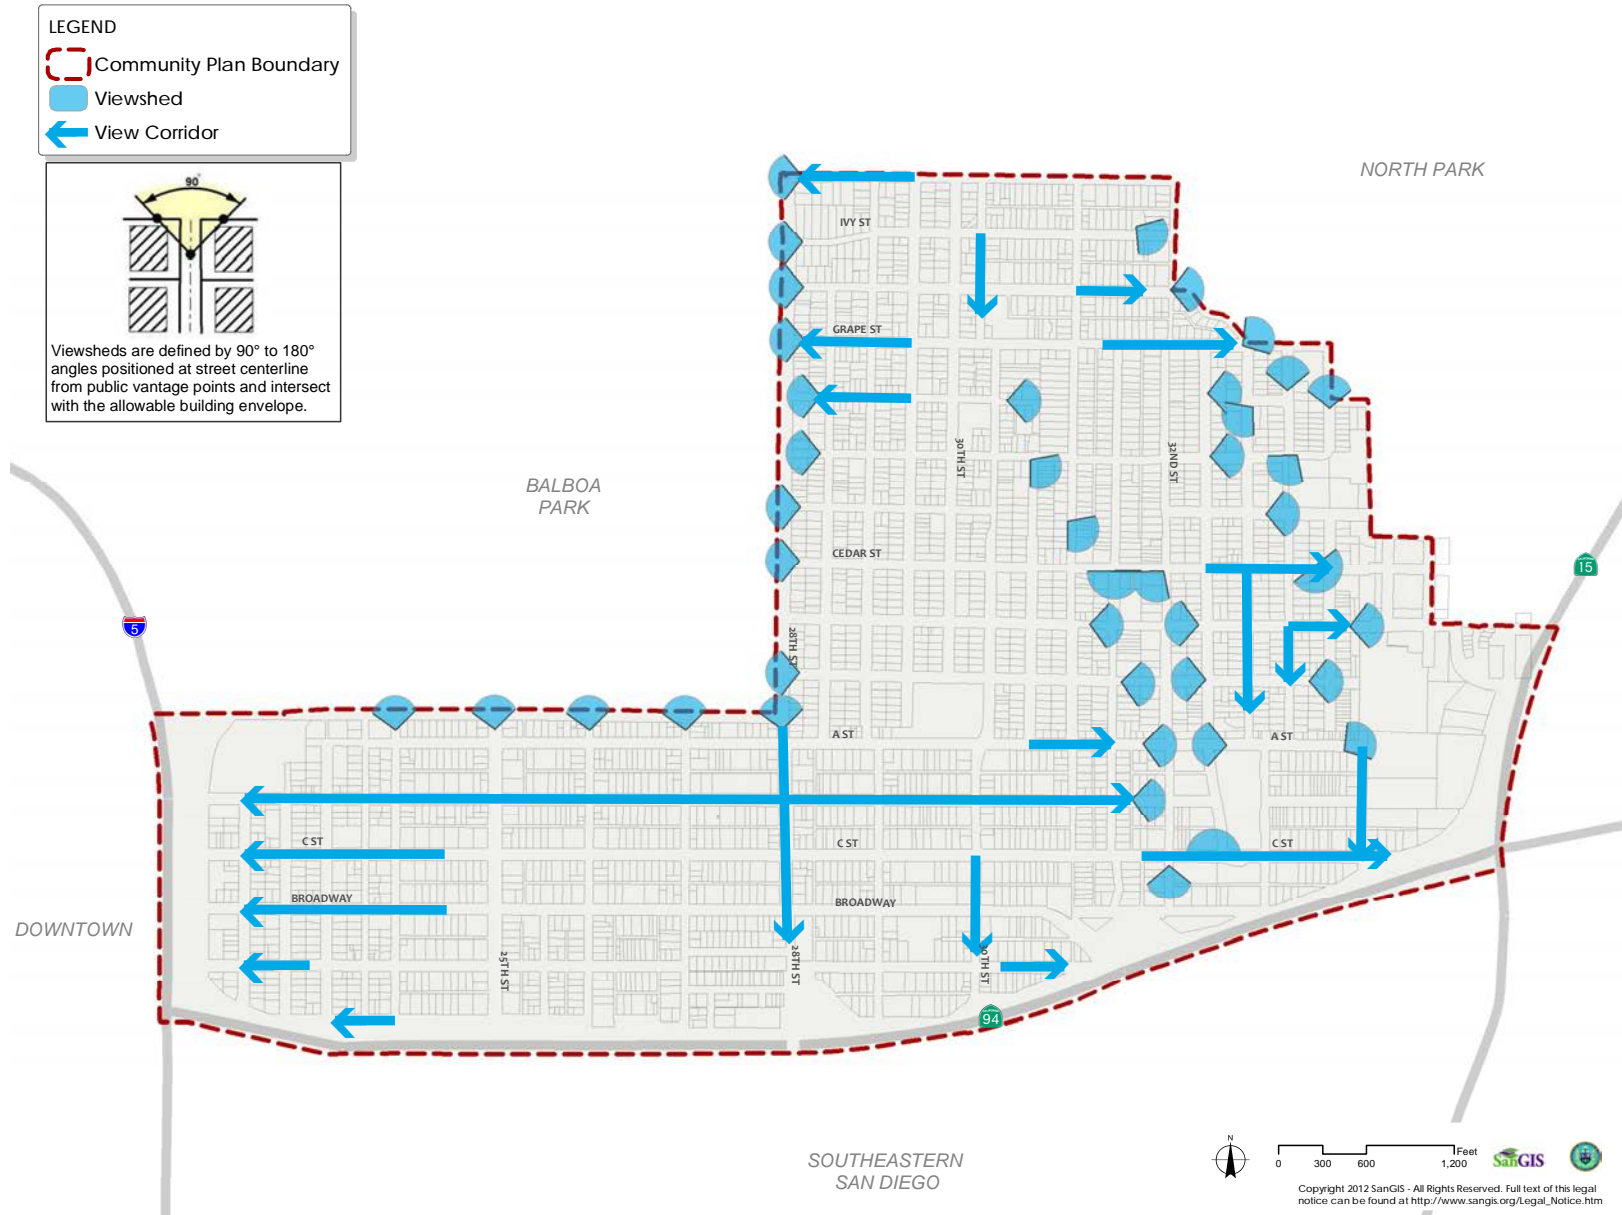 LEGEND
Community Plan Boundary
Viewshed
View Corridor
90°
Viewsheds are defined by 90° to 180°
angles positioned at street centerline
from public vantage points and intersect
with the allowable building envelope.
NORTH PARK
IVY ST
GRAPE ST
30TH ST
32ND ST
BALBOA
PARK
CEDAR ST
15
5
28TH ST
A ST
A ST
C ST
C ST
C ST
BROADWAY
BROADWAY
DOWNTOWN
25TH ST
28TH ST
30TH ST
94
SOUTHEASTERN
SAN DIEGO
N
Feet
0 300 600 1,200
SanGIS
Copyright 2012 SanGIS - All Rights Reserved. Full text of this legal
notice can be found at http://www.sangis.org/Legal_Notice.htm